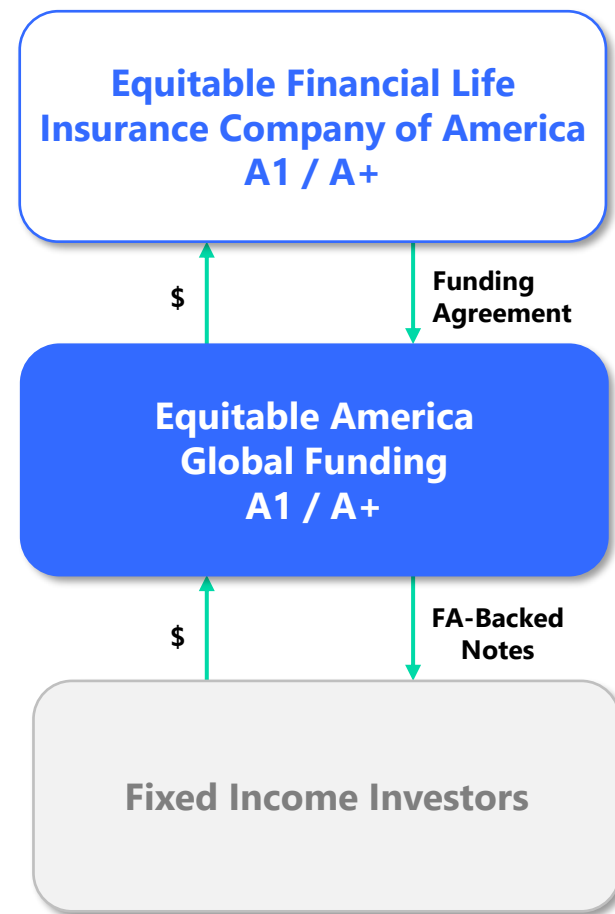 Equitable Financial Life
Insurance Company of America
A1 / A+
$
Funding
Agreement
Equitable America
Global Funding
A1 / A+
$
FA-Backed
Notes
Fixed Income Investors